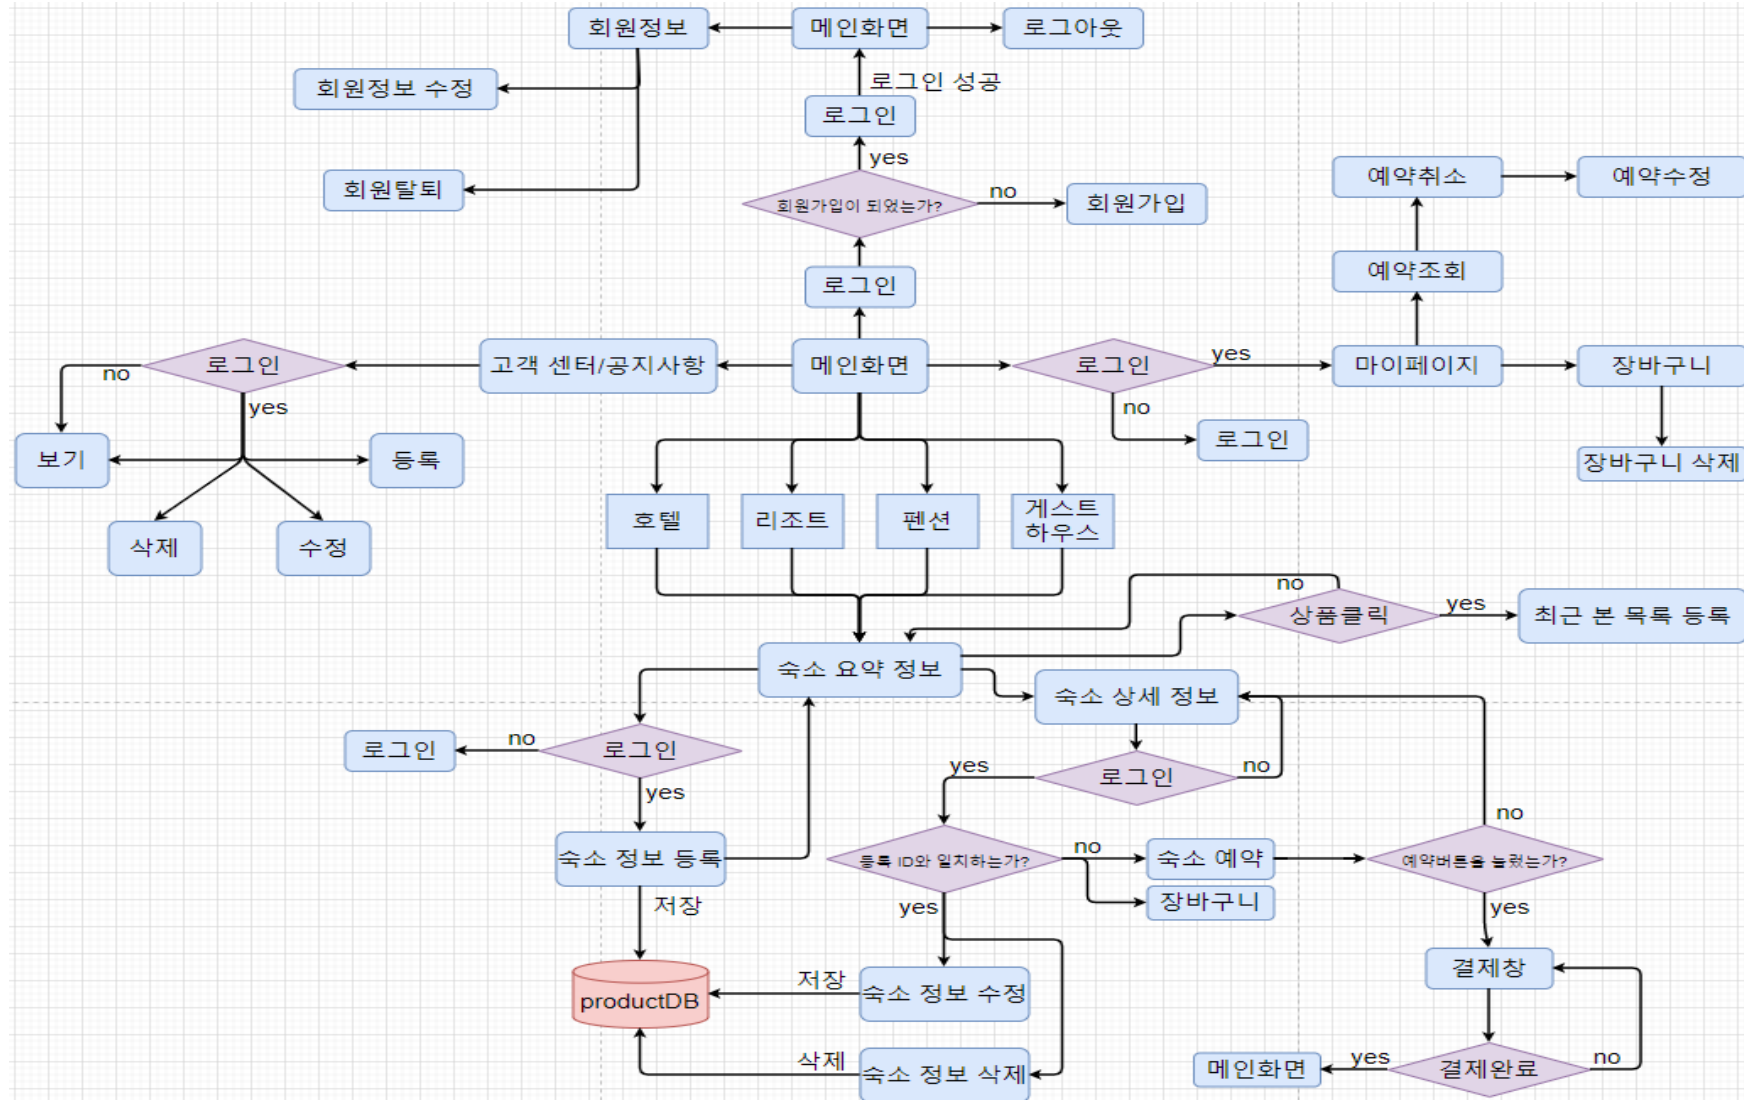 회원정보
메인화면
로그아웃
회원정보 수정
로그인 성공
로그인
yes
회원탈퇴
회원가입이 되었는가?
no
회원가입
예약취소
예약수정
로그인
예약조회
로그인
no
yes
고객 센터/공지사항
메인화면
로그인
yes
no
마이페이지
장바구니
로그인
보기
등록
장바구니 삭제
삭제
수정
호텔
리조트
펜션
게스트
하우스
no
상품클릭
yes
최근 본 목록 등록
숙소 요약 정보
숙소 상세 정보
로그인
no
로그인
yes
yes
로그인
no
no
숙소 정보 등록
등록 ID와 일치하는가?
no
숙소 예약
장바구니
예약버튼을 눌렀는가?
저장
yes
yes
결제창
productDB
저장
숙소 정보 수정
삭제
숙소 정보 삭제
메인화면
yes
결제완료
no